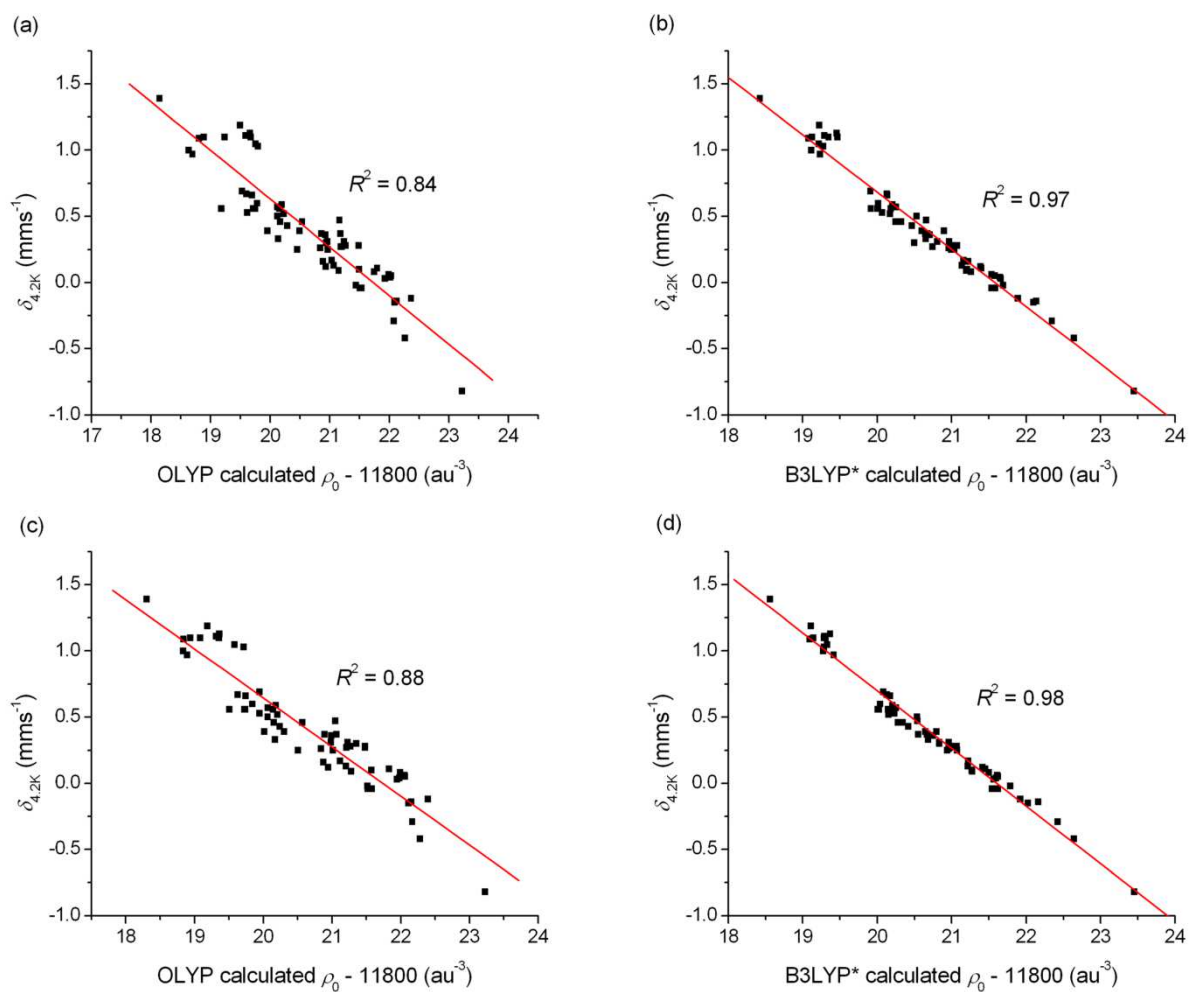 (a)
1.5
1.0
0.5
0.0
-0.5
-1.0
δ4.2K (mms-1)
R2 = 0.84
17 18 19 20 21 22 23 24
OLYP calculated ρ0 - 11800 (au-3)
(b)
1.5
1.0
0.5
0.0
-0.5
-1.0
δ4.2K (mms-1)
R2 = 0.97
18 19 20 21 22 23 24
B3LYP* calculated ρ0 - 11800 (au-3)
(c)
1.5
1.0
0.5
0.0
-0.5
-1.0
δ4.2K (mms-1)
R2 = 0.88
18 19 20 21 22 23 24
OLYP calculated ρ0 - 11800 (au-3)
(d)
1.5
1.0
0.5
0.0
-0.5
-1.0
δ4.2K (mms-1)
R2 = 0.98
18 19 20 21 22 23 24
B3LYP* calculated ρ0 - 11800 (au-3)